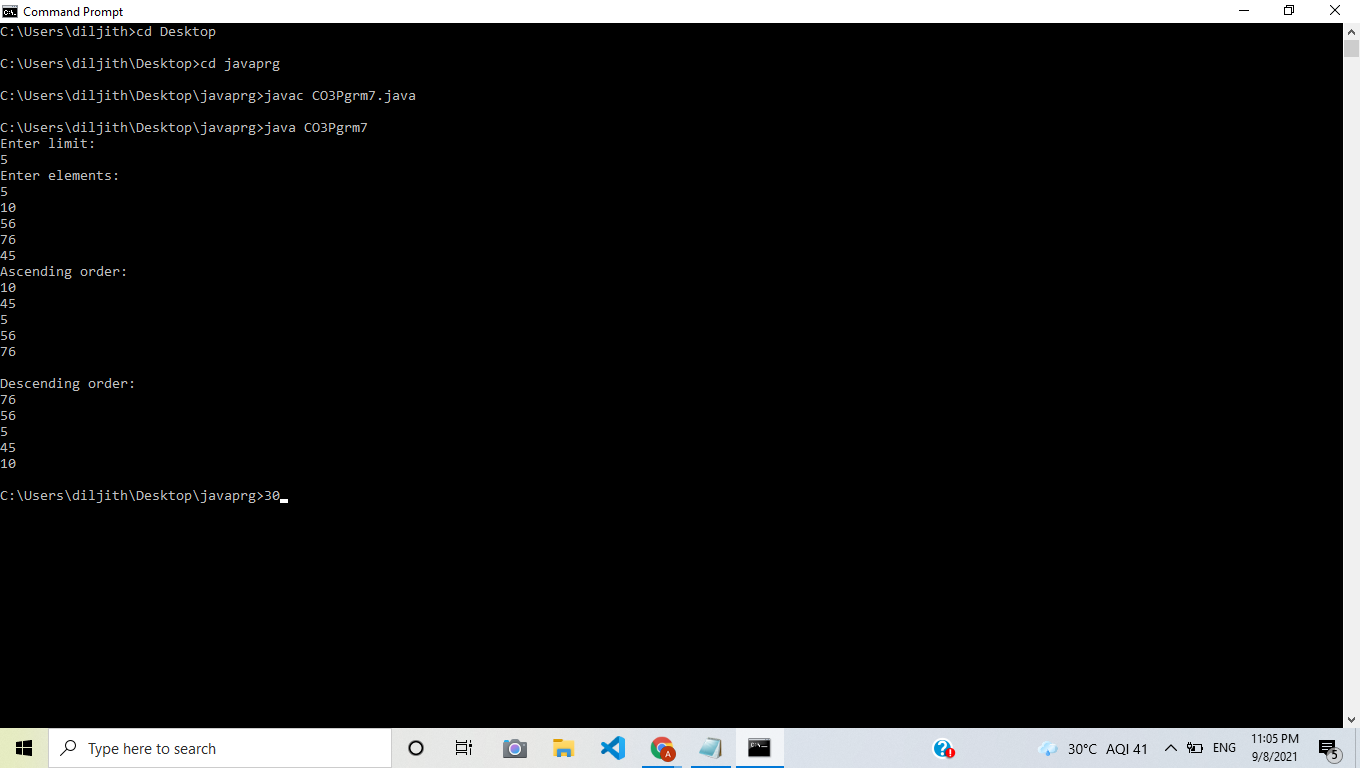 Command Prompt
C:\Users\diljith>cd Desktop
C:\Users\diljith\Desktop>cd javaprg
C:\Users\diljith\Desktop\javaprg>javac CO3Pgrm7.java
C:\Users\diljith\Desktop\javaprg>java CO3Pgrm7
Enter limit:
5
Enter elements:
5
10
56
76
45
Ascending order:
10
45
5
56
76
Descending order:
76
56
5
45
10
C:\Users\diljith\Desktop\javaprg>30
Type here to search
A
30°C AQI 41
ENG
11:05 PM
9/8/2021
5